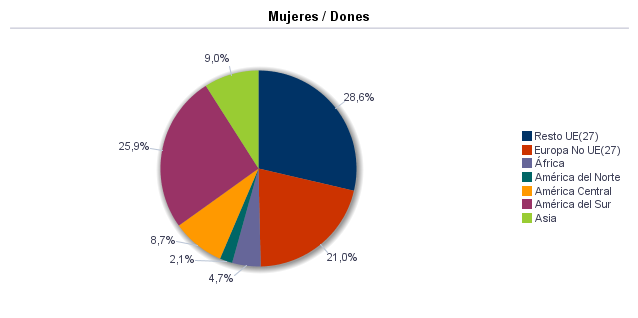 Mujeres / Dones
9,0%
28,6%
25,9%
8,7%
2,1%
4,7%
21,0%
Resto UE(27)
Europa No UE(27)
África
América del Norte
América Central
América del Sur
Asia